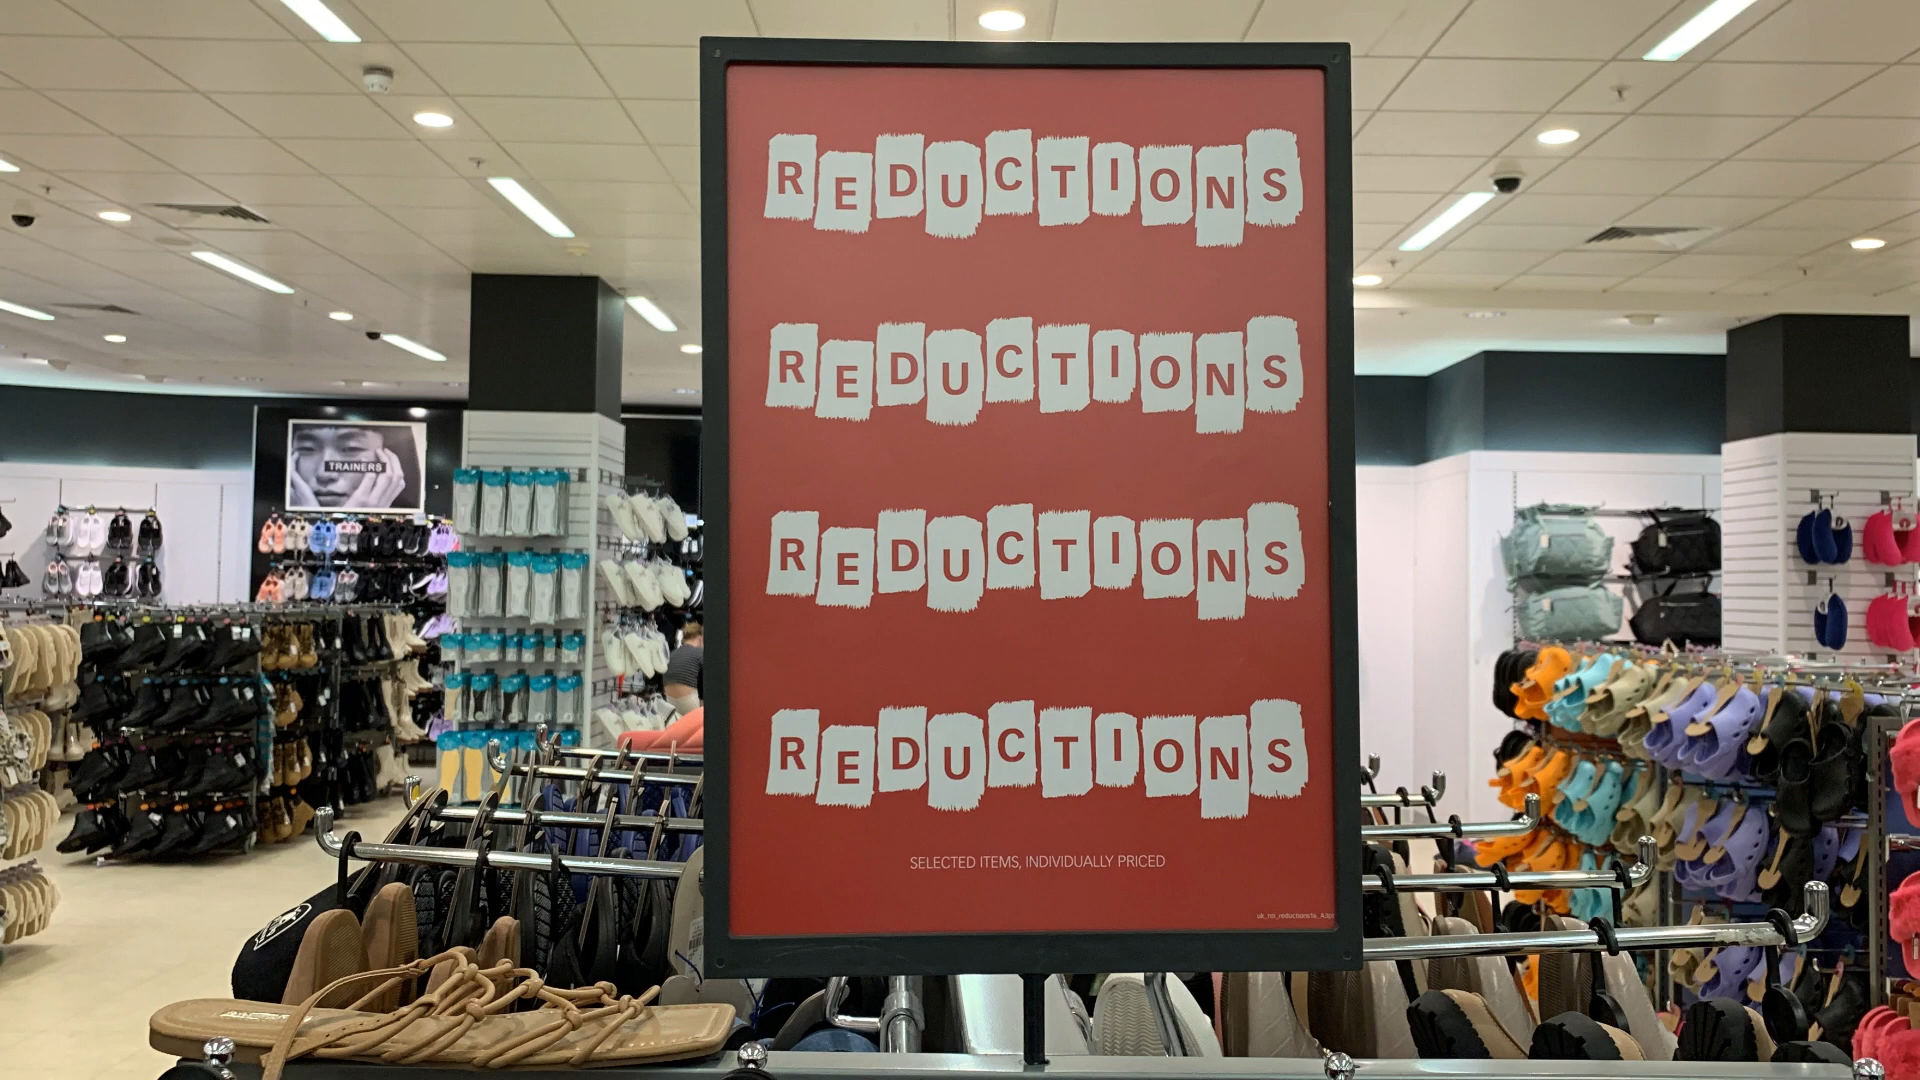 REDUCTIONS
REDUCTIONS
REDUCTIONS
REDUCTIONS
SELECTED ITEMS, INDIVIDUALLY PRICED
TRAINERS